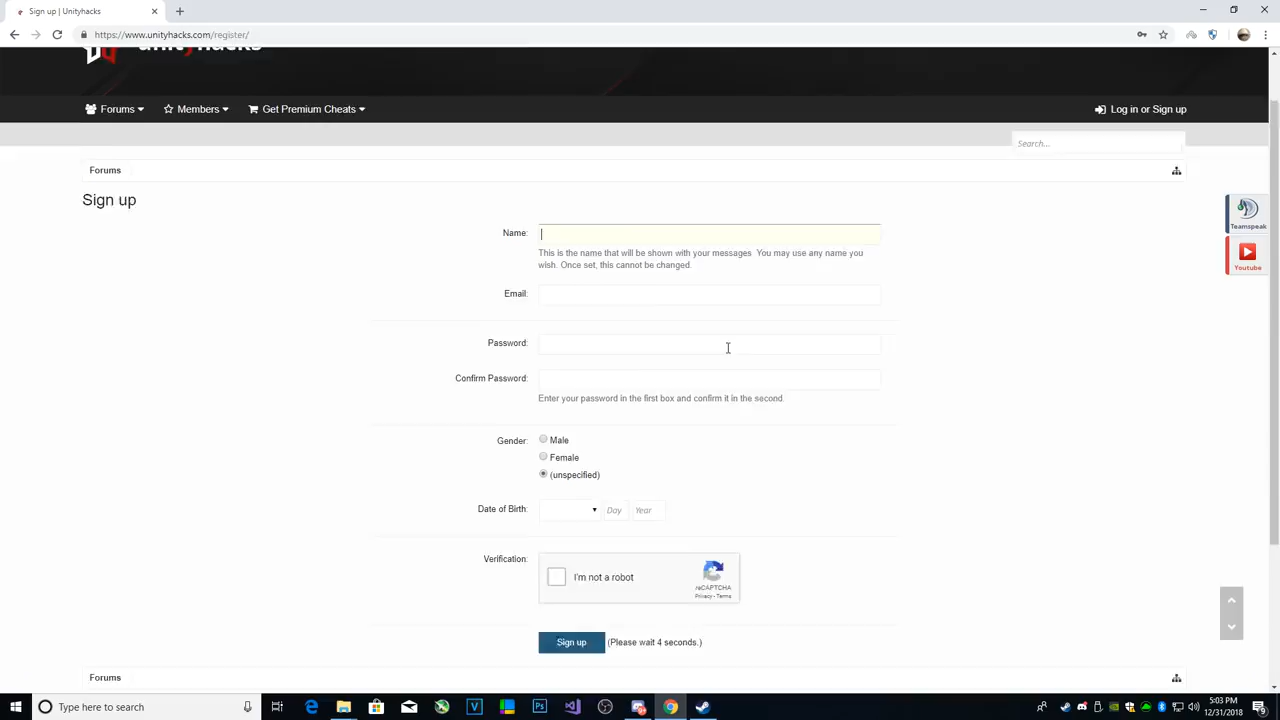 Sign up | Unityhacks
https://www.unityhacks.com/register/
Forums Members Get Premium Cheats Log in or Sign up
Search...
Forums
Teamspeak
Youtube
Sign up
Name:
This is the name that will be shown with your messages. You may use any name you
wish. Once set, this cannot be changed.
Email:
Password:
Confirm Password:
Enter your password in the first box and confirm it in the second.
Gender:
Male
Female
(unspecified)
Date of Birth: Day Year
Verification:
I'm not a robot
reCAPTCHA
Privacy - Terms
Sign up (Please wait 4 seconds.)
Forums
Type here to search
5:03 PM
12/31/2018